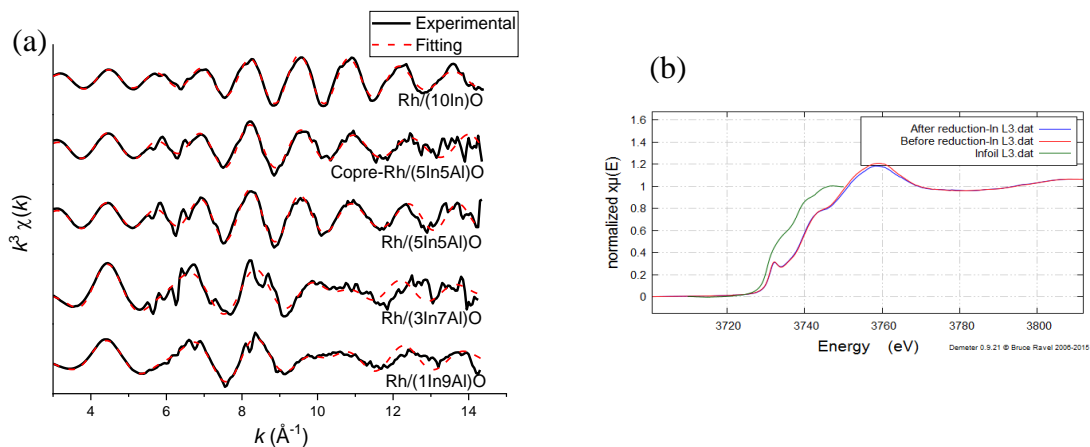 (a)
Experimental
Fitting
Rh/(10In)O
Copre-Rh/(5In5Al)O
Rh/(5In5Al)O
Rh/(3In7Al)O
Rh/(1In9Al)O
k³ χ(k)
4 6 8 10 12 14
k (Å⁻¹)
(b)
After reduction-In L3.dat
Before reduction-In L3.dat
Infoil L3.dat
normalized xμ(E)
1.6
1.4
1.2
1
0.8
0.6
0.4
0.2
0
3720 3740 3760 3780 3800
Energy (eV)
Demeter 0.9.21 © Bruce Ravel 2006-2015